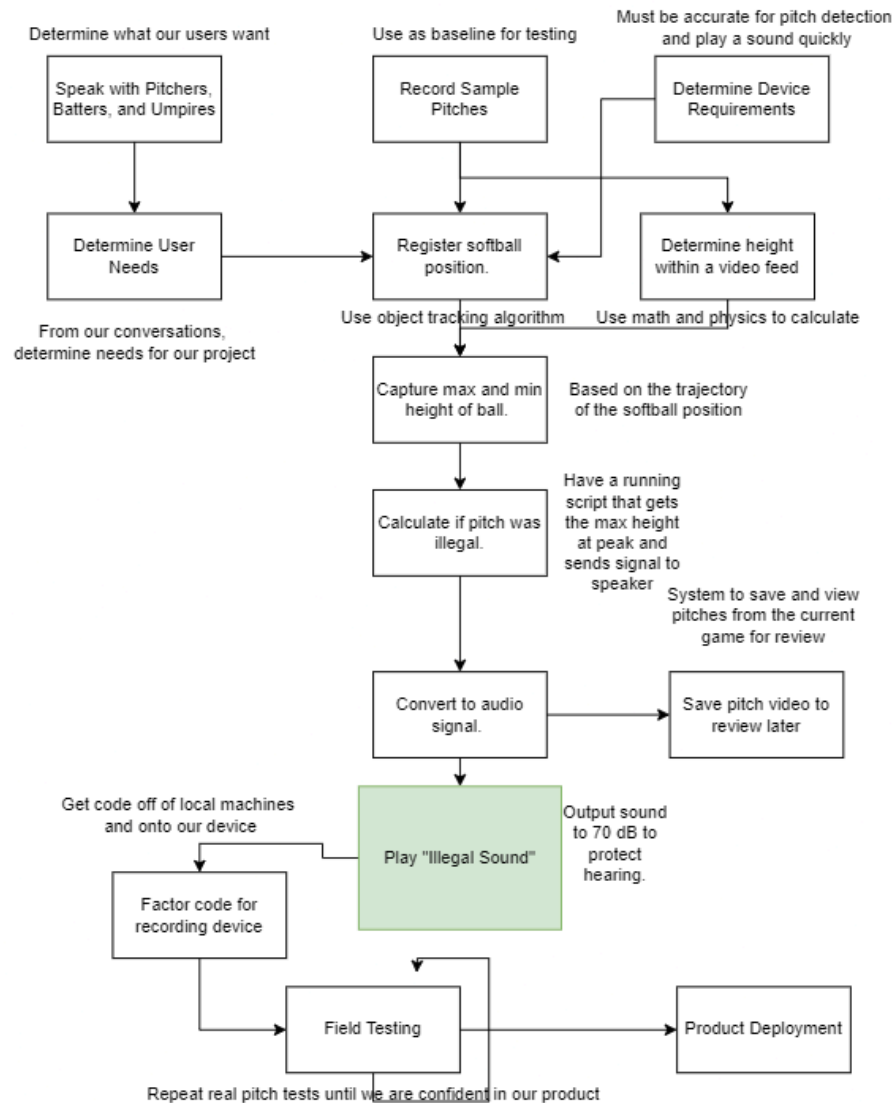 Determine what our users want
Use as baseline for testing
Must be accurate for pitch detection
and play a sound quickly
Speak with Pitchers,
Batters, and Umpires
Record Sample
Pitches
Determine Device
Requirements
Determine User
Needs
Register softball
position.
Determine height
within a video feed
From our conversations,
determine needs for our project
Use object tracking algorithm
Use math and physics to calculate
Capture max and min
height of ball.
Based on the trajectory
of the softball position
Calculate if pitch was
illegal.
Have a running
script that gets
the max height
at peak and
sends signal to
speaker
System to save and view
pitches from the current
game for review
Convert to audio
signal.
Save pitch video to
review later
Get code off of local machines
and onto our device
Play "Illegal Sound"
Output sound
to 70 dB to
protect
hearing.
Factor code for
recording device
Field Testing
Product Deployment
Repeat real pitch tests until we are confident in our product